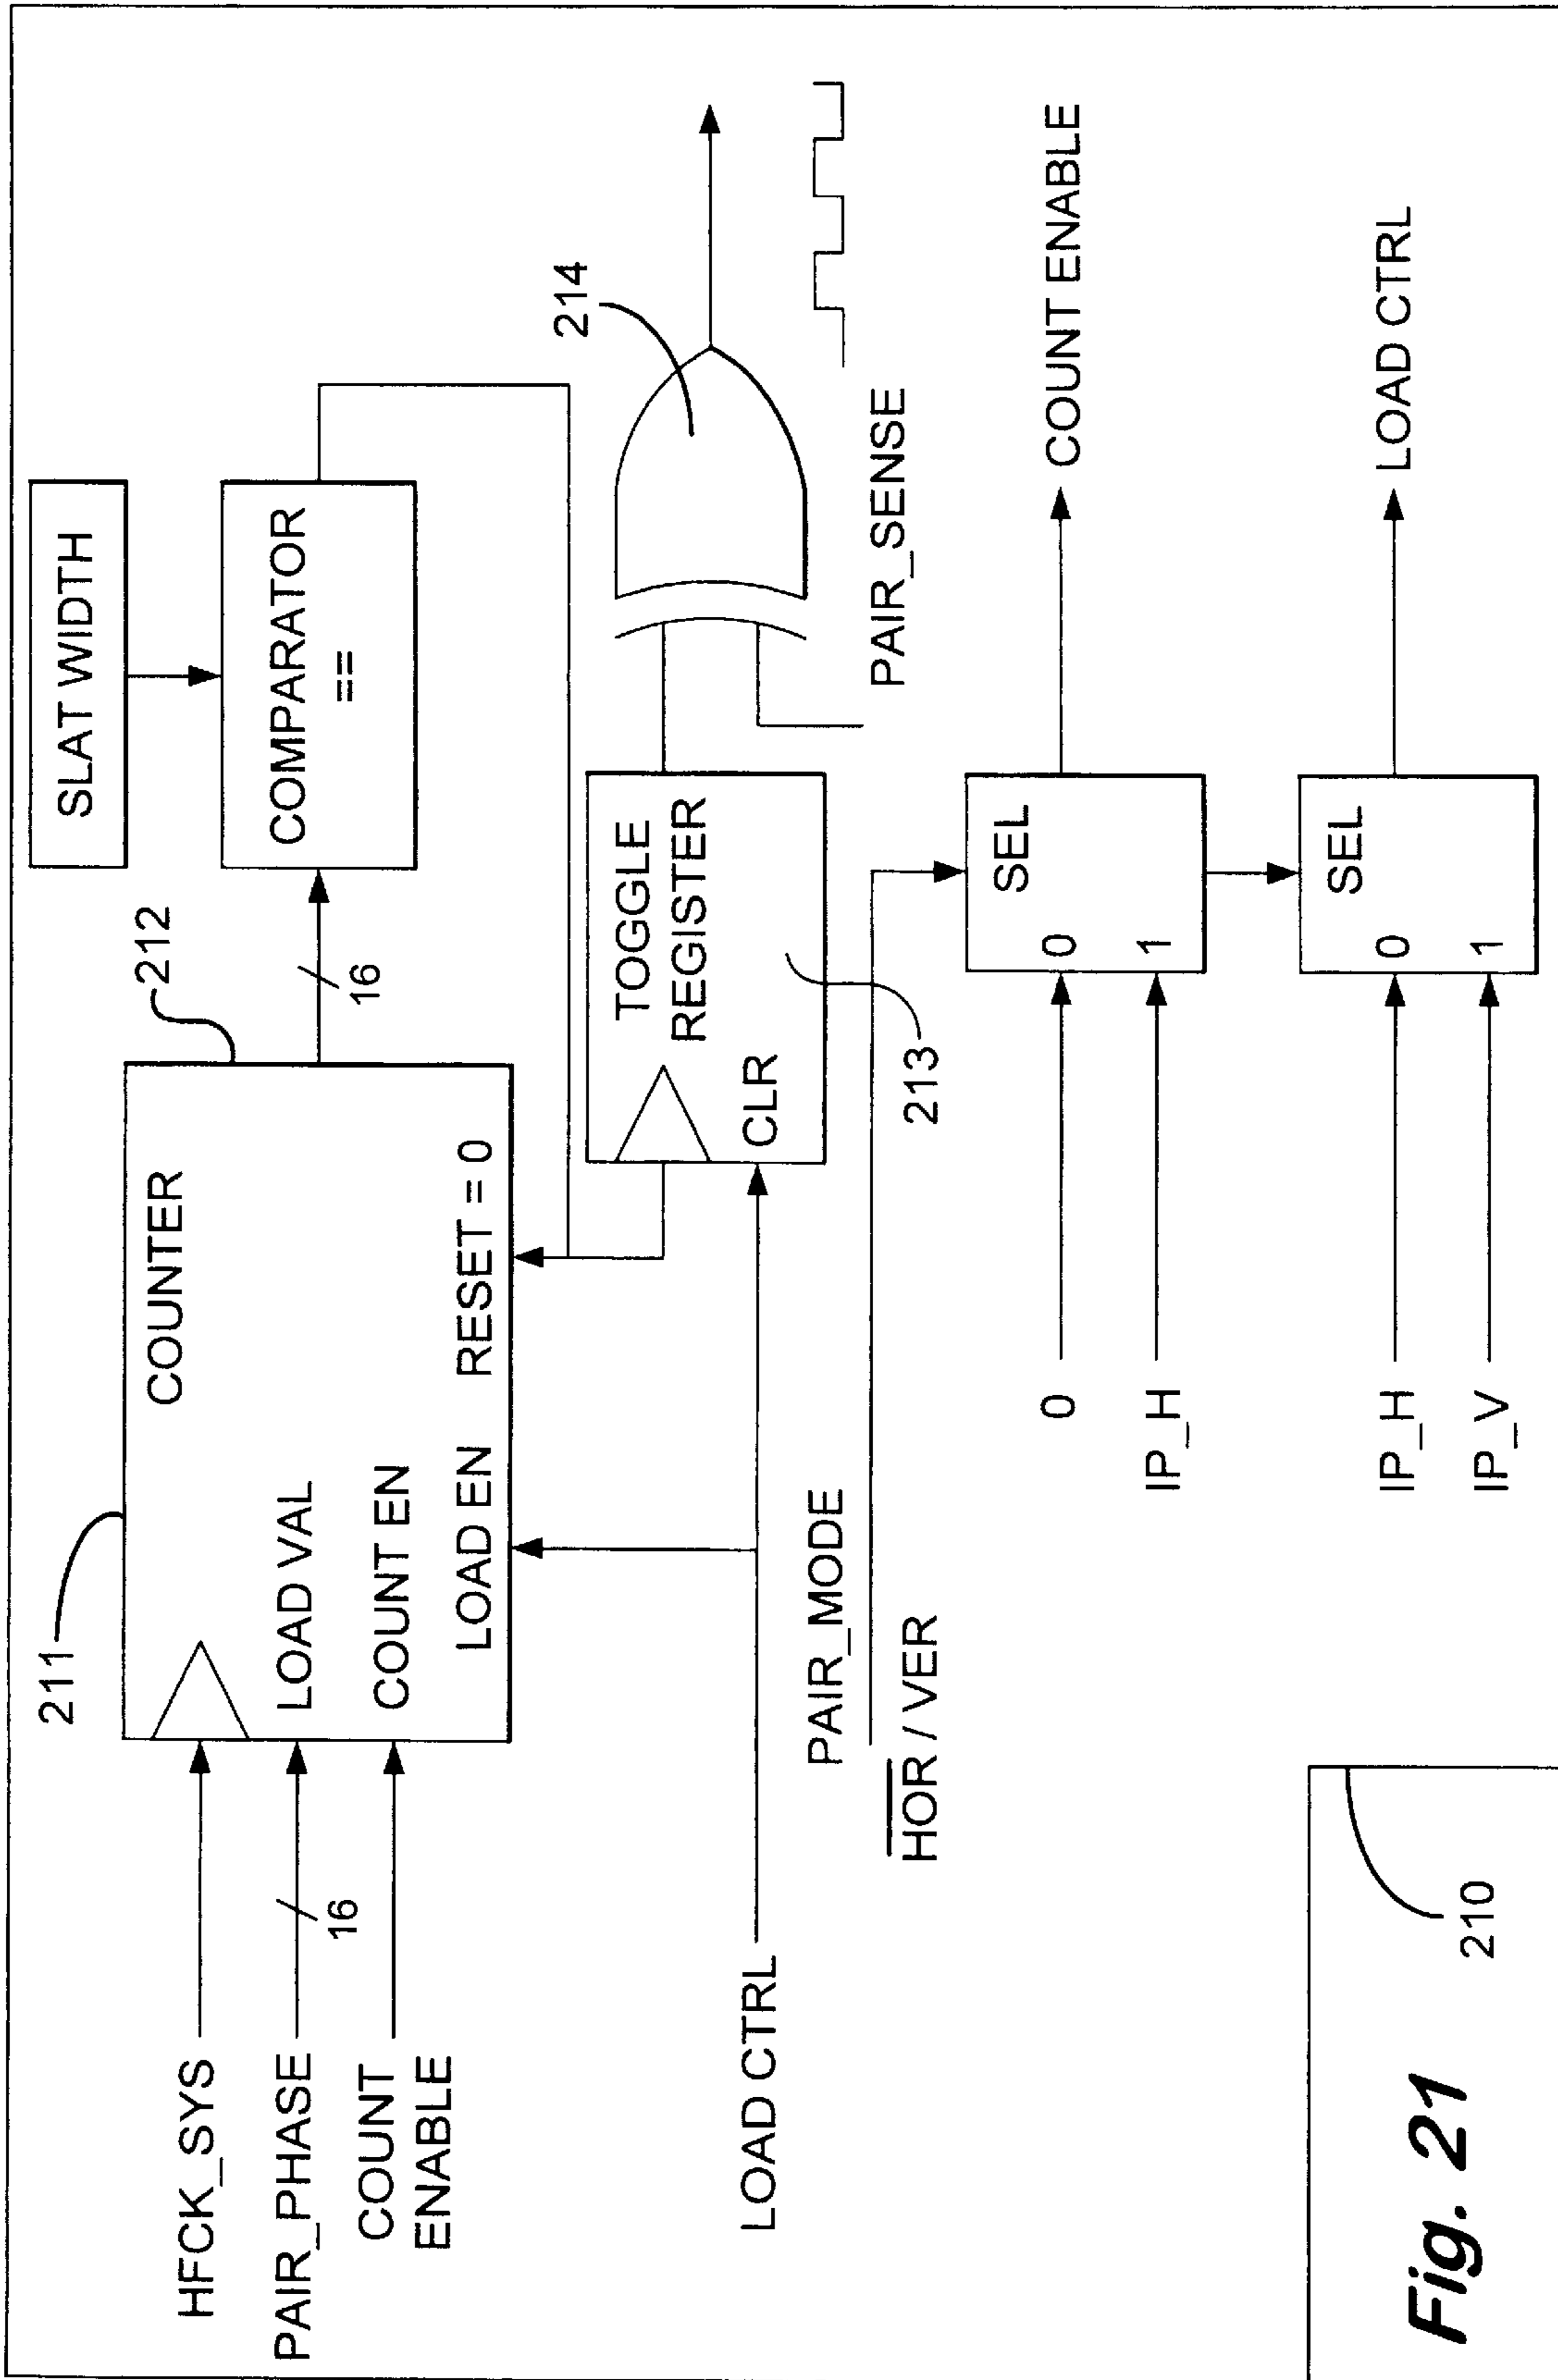 211
212
SLAT WIDTH
HFCK_SYS
COUNTER
PAIR_PHASE
16
LOAD VAL
16
COMPARATOR
==
COUNT
ENABLE
COUNT EN
LOAD EN
RESET = 0
214
TOGGLE
REGISTER
LOAD CTRL
CLR
PAIR_SENSE
213
PAIR_MODE
HOR / VER
SEL
0
0
COUNT ENABLE
IP_H
1
SEL
IP_H
0
LOAD CTRL
IP_V
1
210
Fig. 21